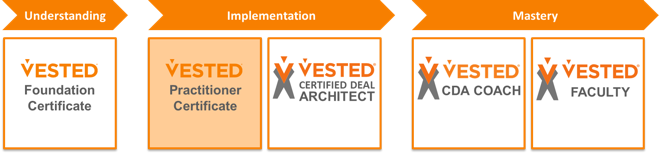 Understanding
Implementation
Mastery
VESTED®
Foundation
Certificate
VESTED®
Practitioner
Certificate
VESTED®
CERTIFIED DEAL
ARCHITECT
VESTED®
CDA COACH
VESTED®
FACULTY